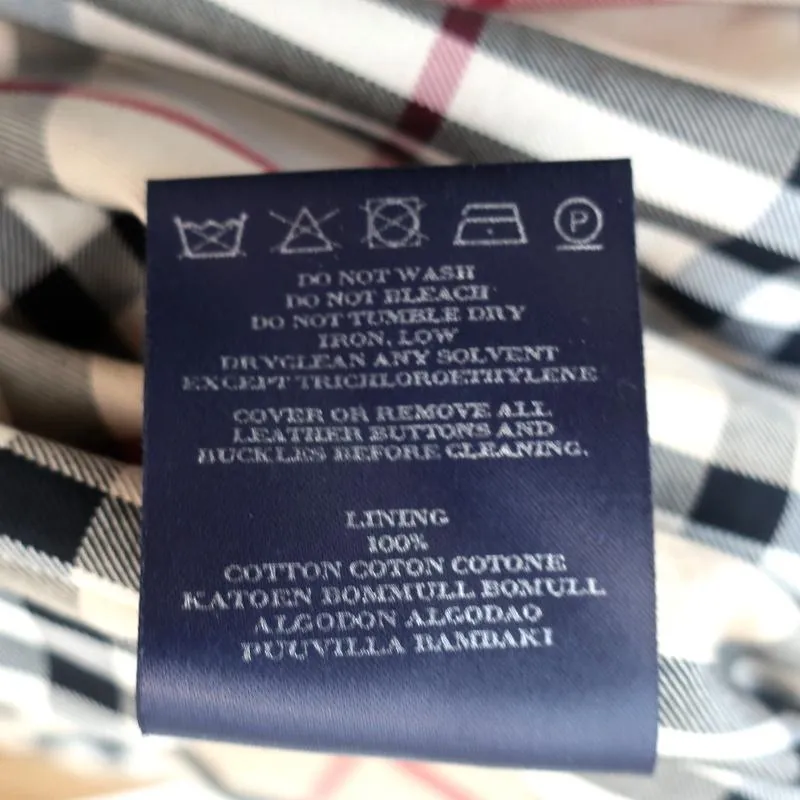 P
DO NOT WASH
DO NOT BLEACH
DO NOT TUMBLE DRY
IRON, LOW
DRYCLEAN ANY SOLVENT
EXCEPT TRICHLOROETHYLENE
COVER OR REMOVE ALL
LEATHER BUTTONS AND
BUCKLES BEFORE CLEANING.
LINING
100%
COTTON COTON COTONE
KATOEN BOMMULL BOMULL
ALGODON ALGODAO
PUUVILLA BAMBAKI